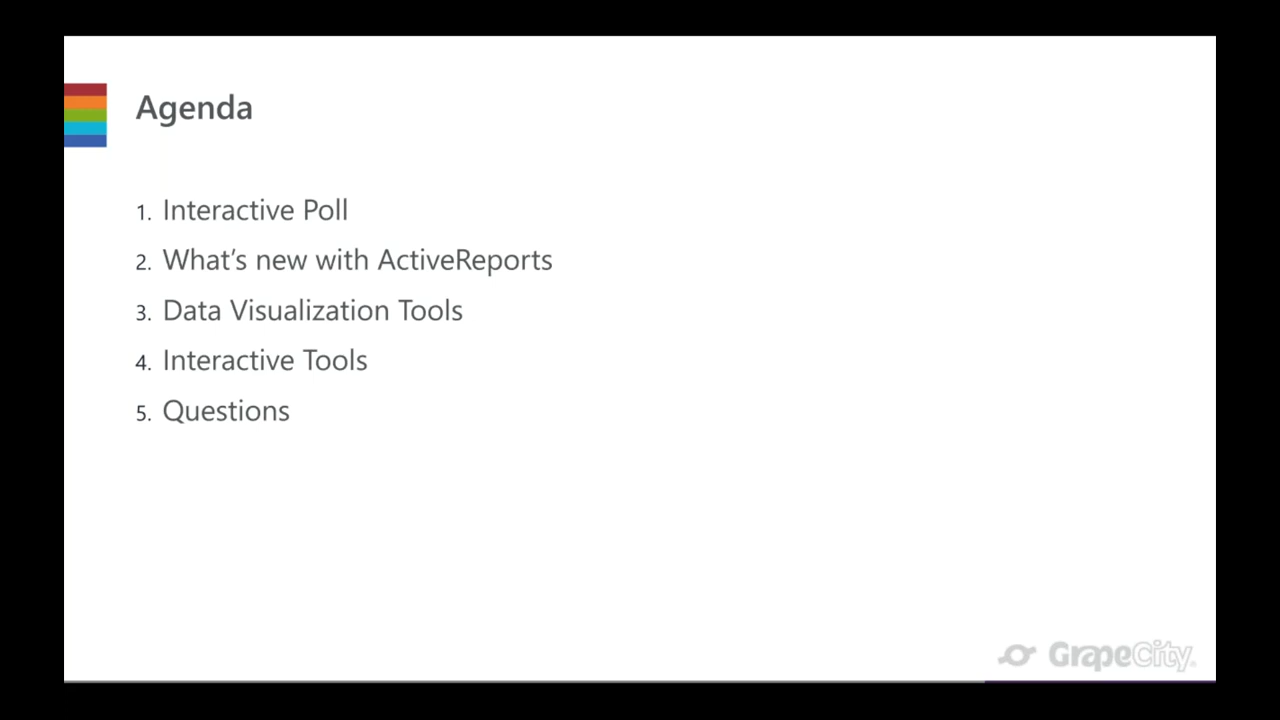 Agenda
1. Interactive Poll
2. What's new with ActiveReports
3. Data Visualization Tools
4. Interactive Tools
5. Questions
GrapeCity®